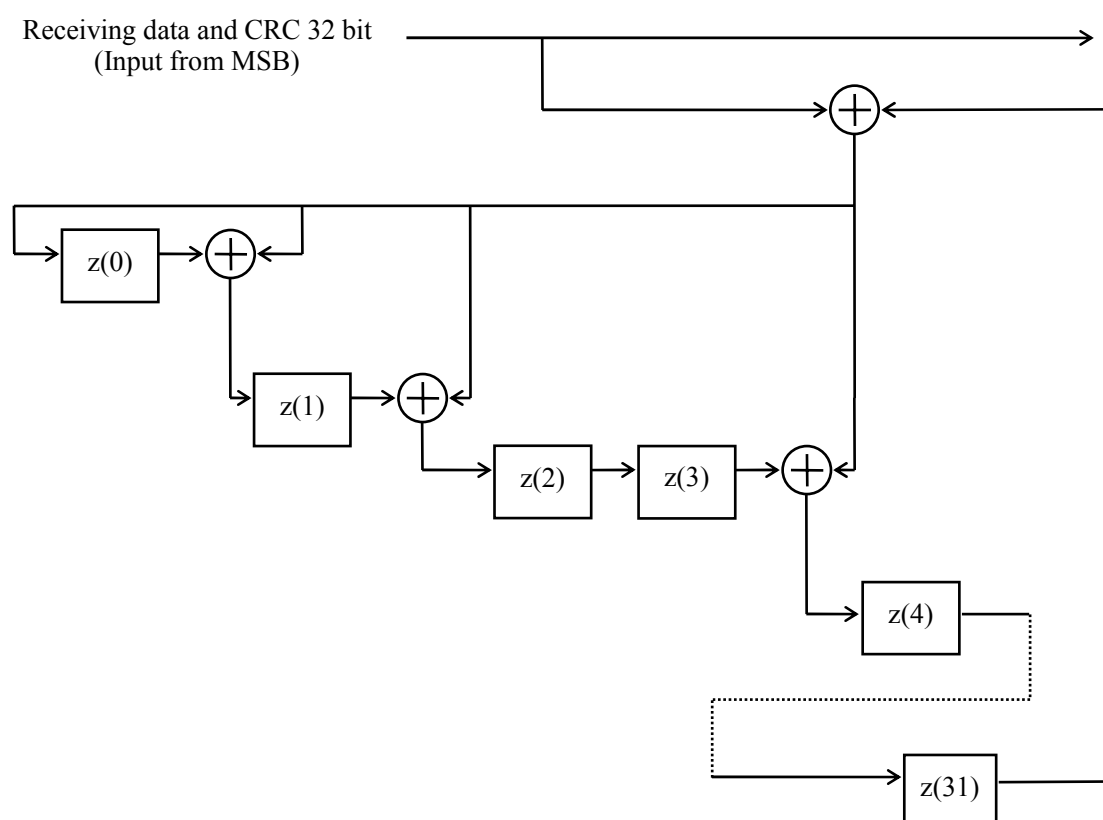 Receiving data and CRC 32 bit
(Input from MSB)
z(0)
z(1)
z(2)
z(3)
z(4)
z(31)